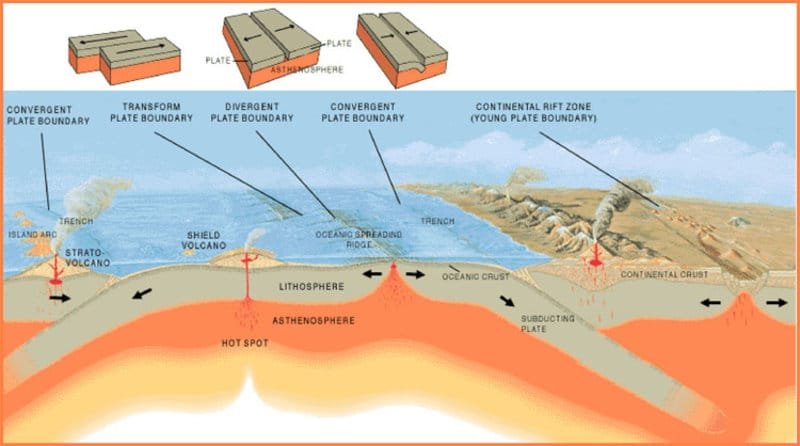 PLATE
PLATE
ASTHENOSPHERE
CONVERGENT
PLATE BOUNDARY
TRANSFORM
PLATE BOUNDARY
DIVERGENT
PLATE BOUNDARY
CONVERGENT
PLATE BOUNDARY
CONTINENTAL RIFT ZONE
(YOUNG PLATE BOUNDARY)
TRENCH
ISLAND ARC
STRATO-
VOLCANO
SHIELD
VOLCANO
OCEANIC SPREADING
RIDGE
TRENCH
LITHOSPHERE
OCEANIC CRUST
CONTINENTAL CRUST
ASTHENOSPHERE
SUBDUCTING
PLATE
HOT SPOT